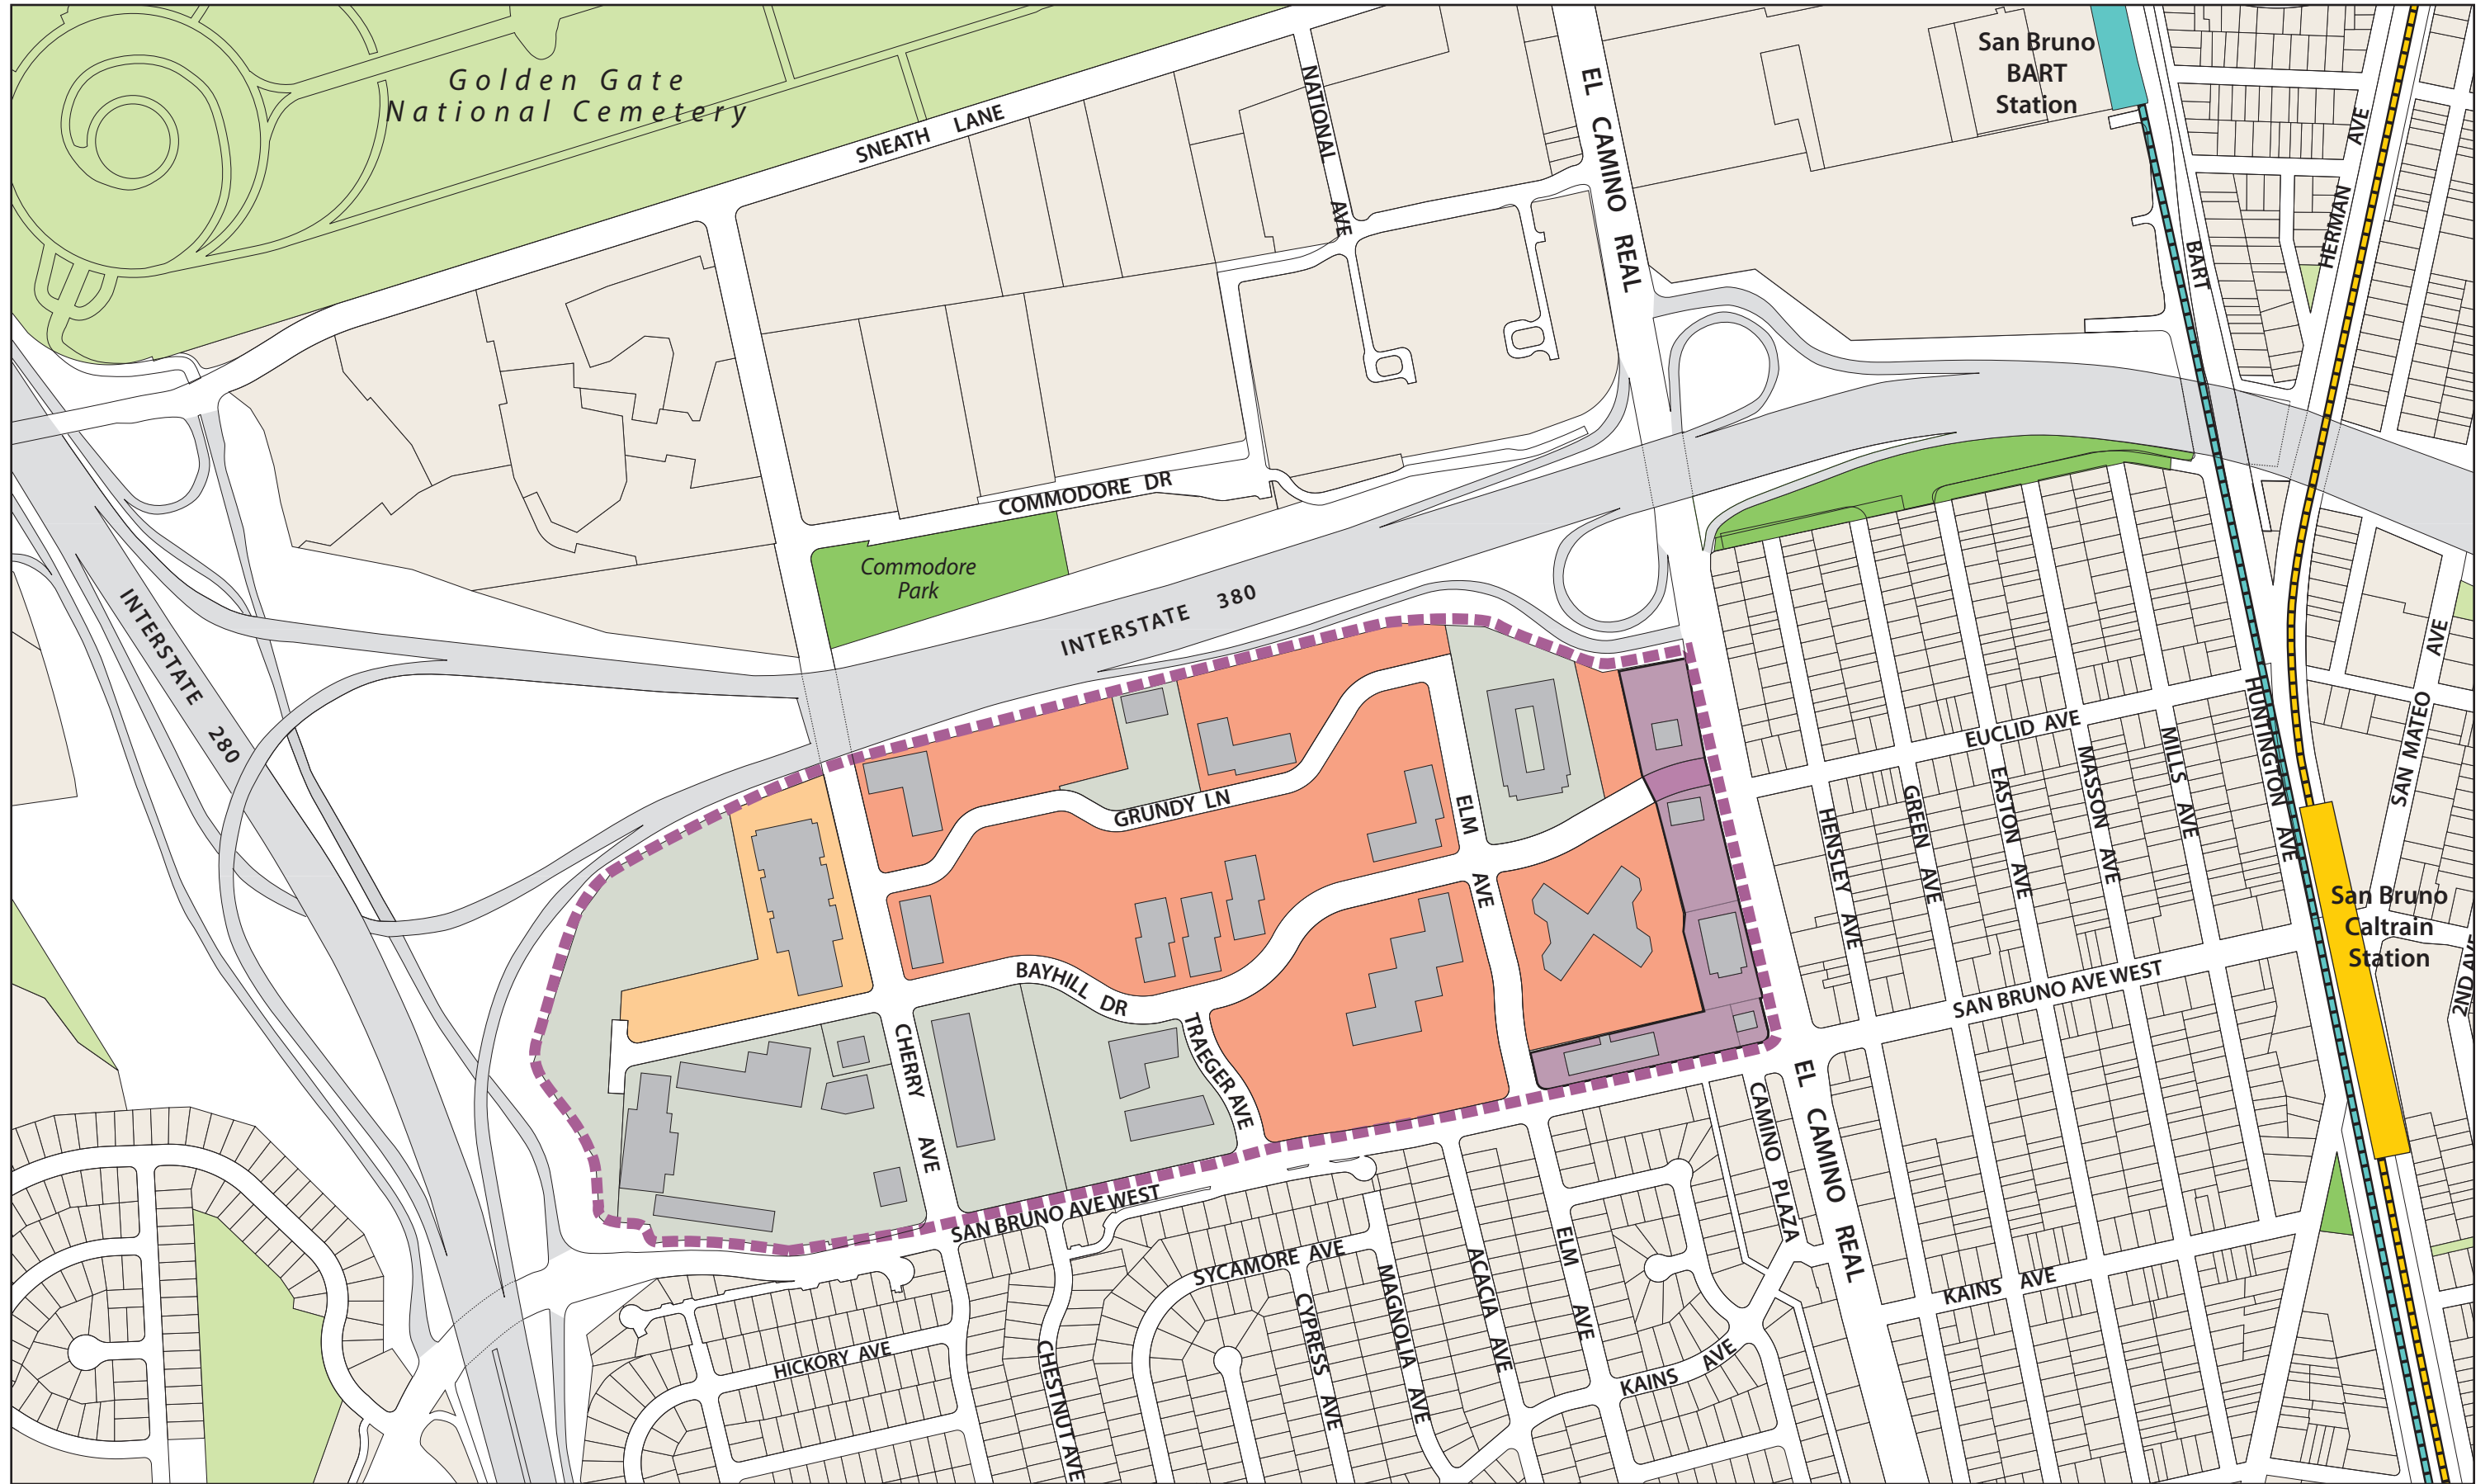 Golden Gate
National Cemetery
SNEATH LANE
NATIONAL AVE
EL CAMINO REAL
San Bruno
BART
Station
BART
HERMAN AVE
COMMODORE DR
Commodore
Park
INTERSTATE 380
INTERSTATE 280
GRUNDY LN
ELM AVE
BAYHILL DR
TRAEGER AVE
CHERRY AVE
EUCLID AVE
HENSLEY AVE
GREEN AVE
EASTON AVE
MASSON AVE
MILLS AVE
HUNTINGTON AVE
SAN MATEO AVE
San Bruno
Caltrain
Station
2ND AVE
SAN BRUNO AVE WEST
SAN BRUNO AVE WEST
CAMINO PLAZA
EL CAMINO REAL
KAINS AVE
SYCAMORE AVE
HICKORY AVE
CHESTNUT AVE
CYPRESS AVE
MAGNOLIA AVE
ACACIA AVE
ELM AVE
KAINS AVE